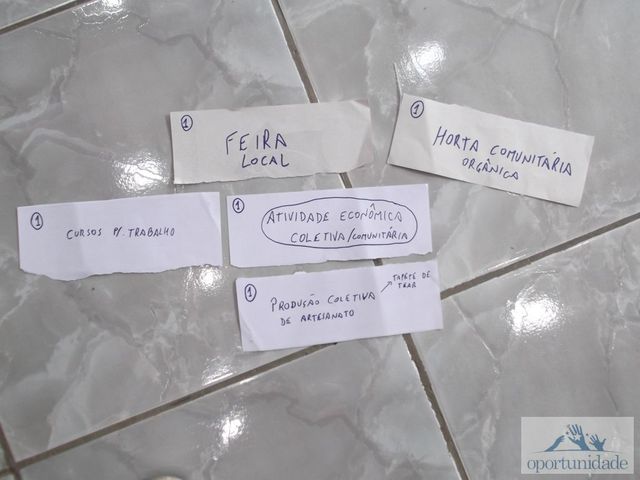 1
FEIRA
LOCAL
1
HORTA COMUNITÁRIA
ORGÂNICA
1
CURSOS P/ TRABALHO
1
ATIVIDADE ECONÔMICA
COLETIVA/COMUNITÁRIA
1
PRODUSÃO COLETIVA
DE ARTESANATO
TAPETE DE
TEAR
oportunidade